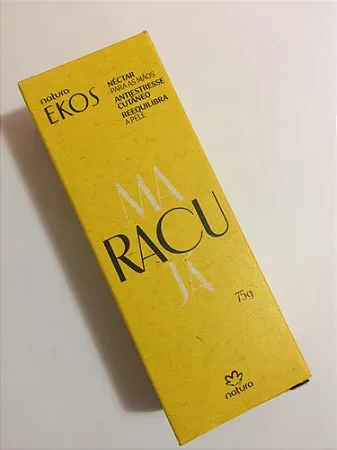 natura
EKOS
NÉCTAR
PARA AS MÃOS
ANTIESTRESSE
CUTÂNEO
REEQUILIBRA
A PELE
MA
RACU
JÁ
75g
natura